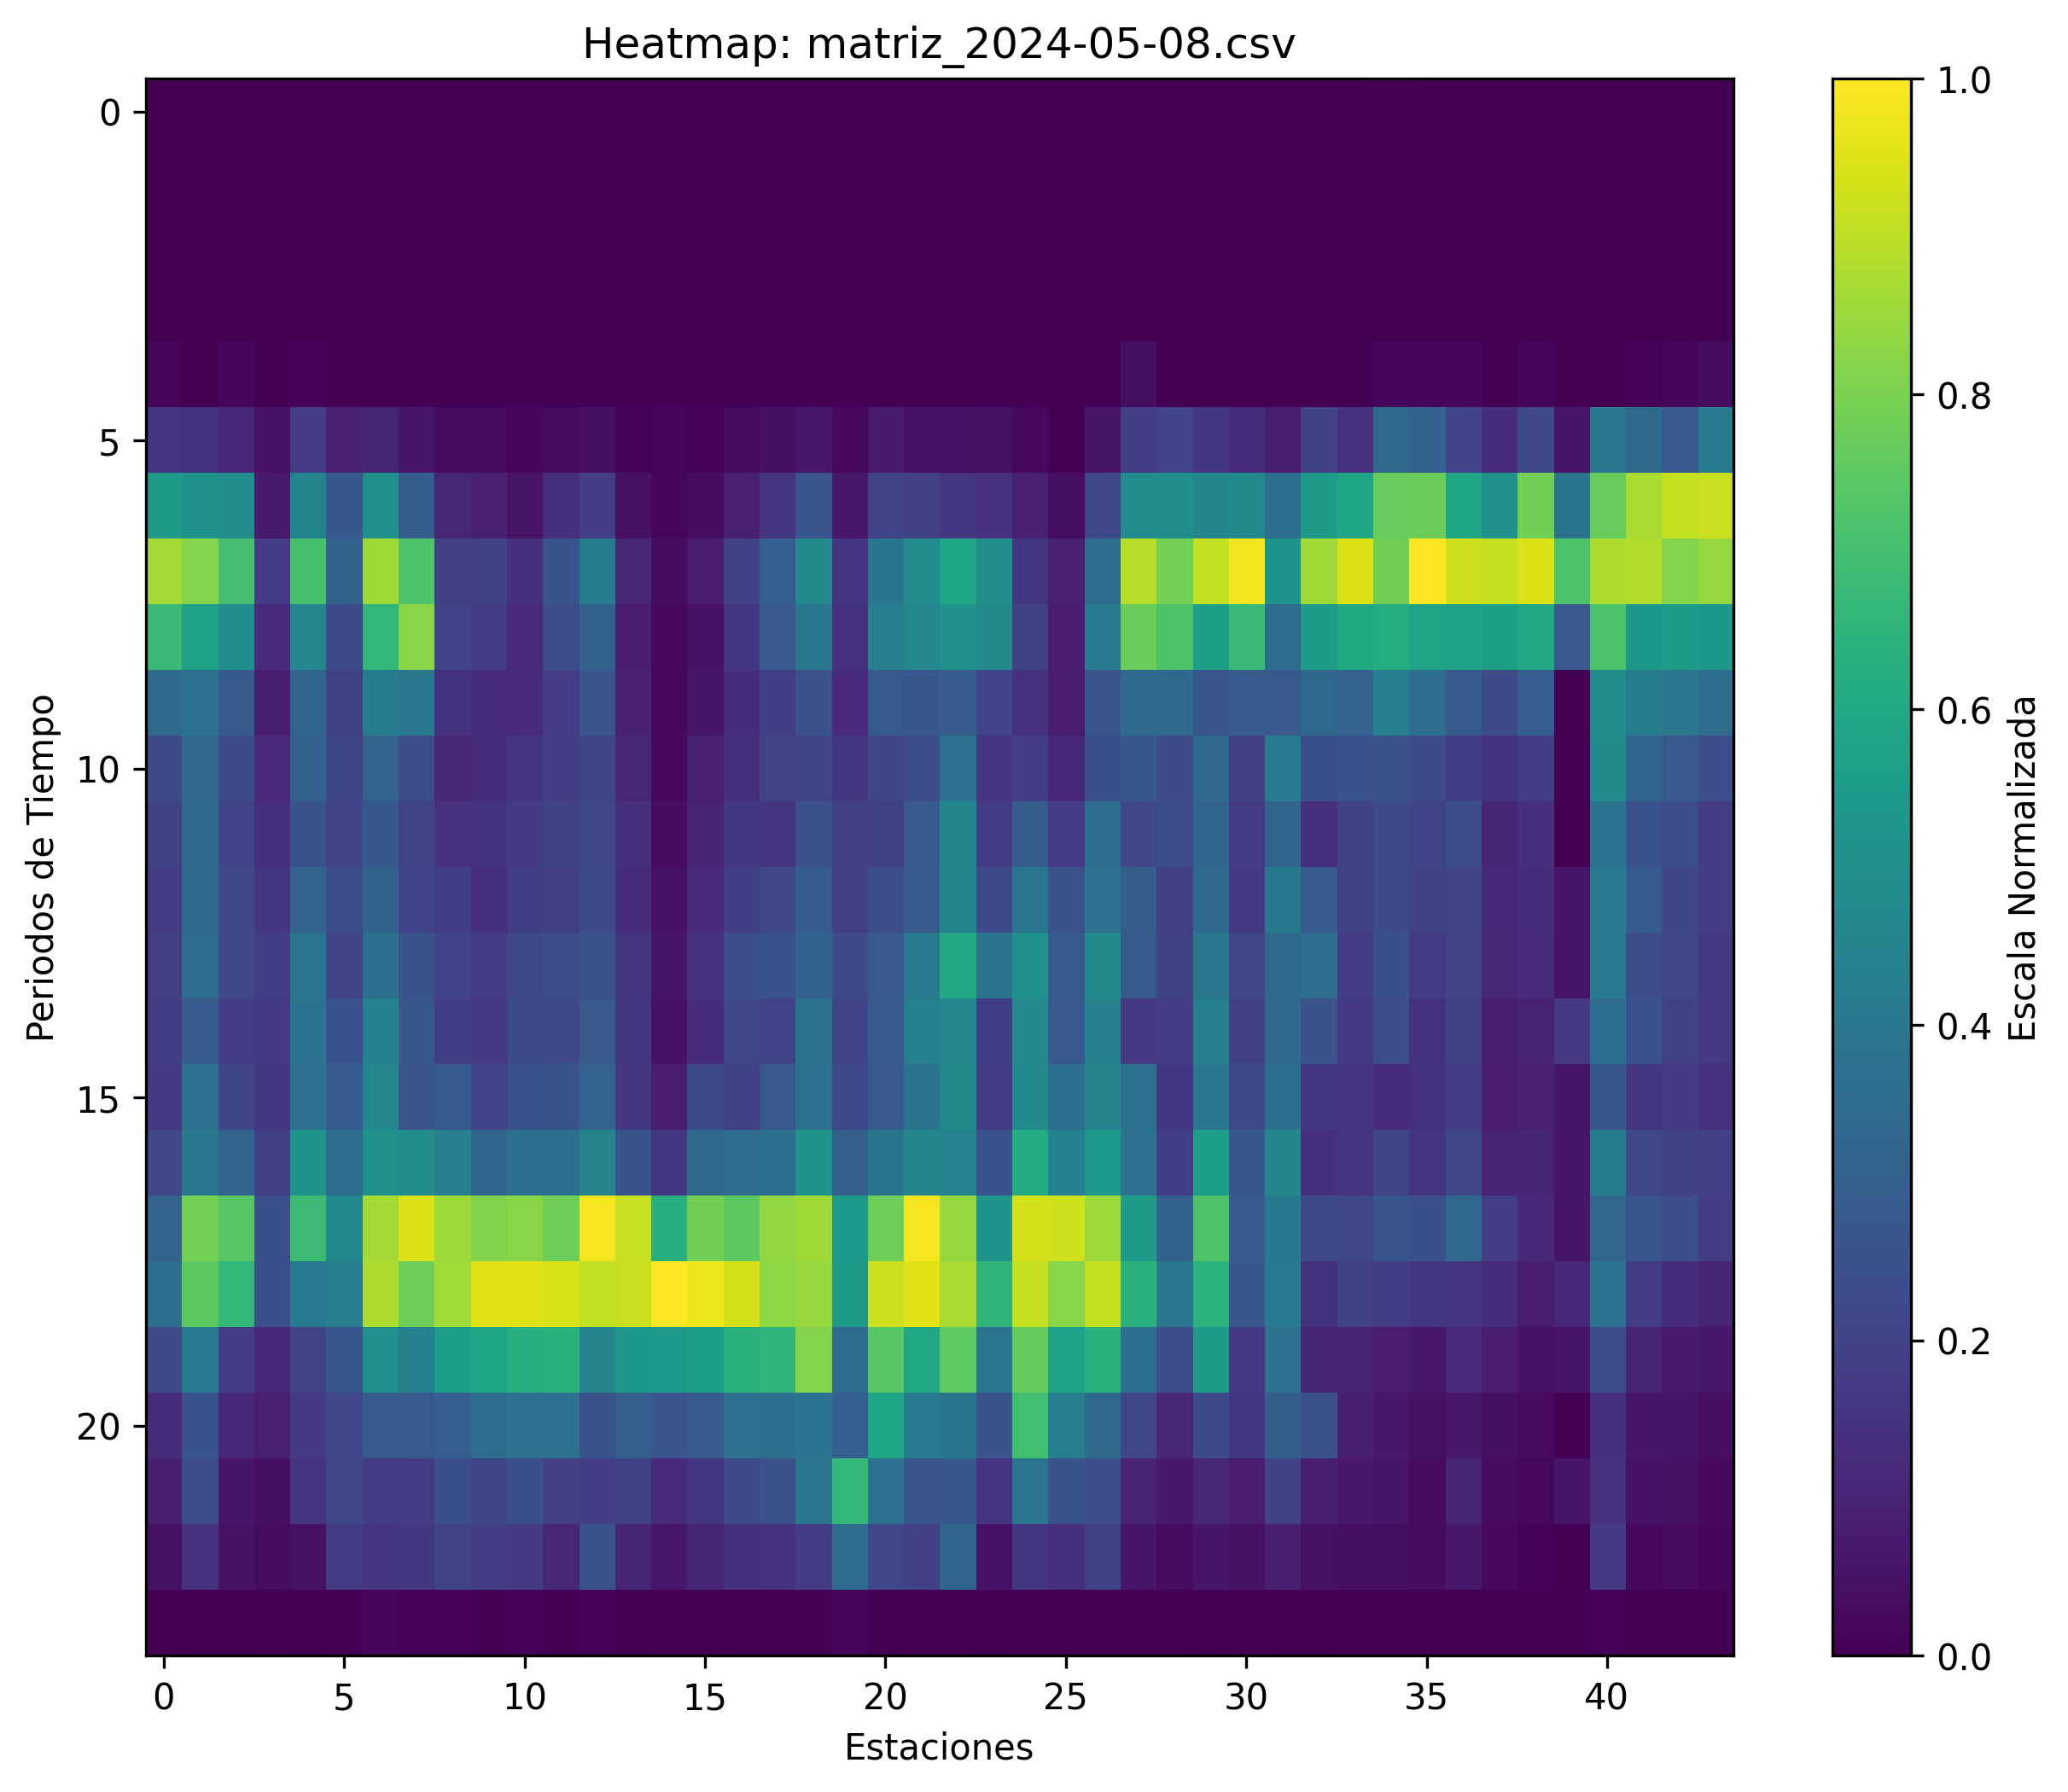 Heatmap: matriz_2024-05-08.csv
Periodos de Tiempo
0
5
10
15
20
0 5 10 15 20 25 30 35 40
Estaciones
1.0
0.8
0.6
0.4
0.2
0.0
Escala Normalizada